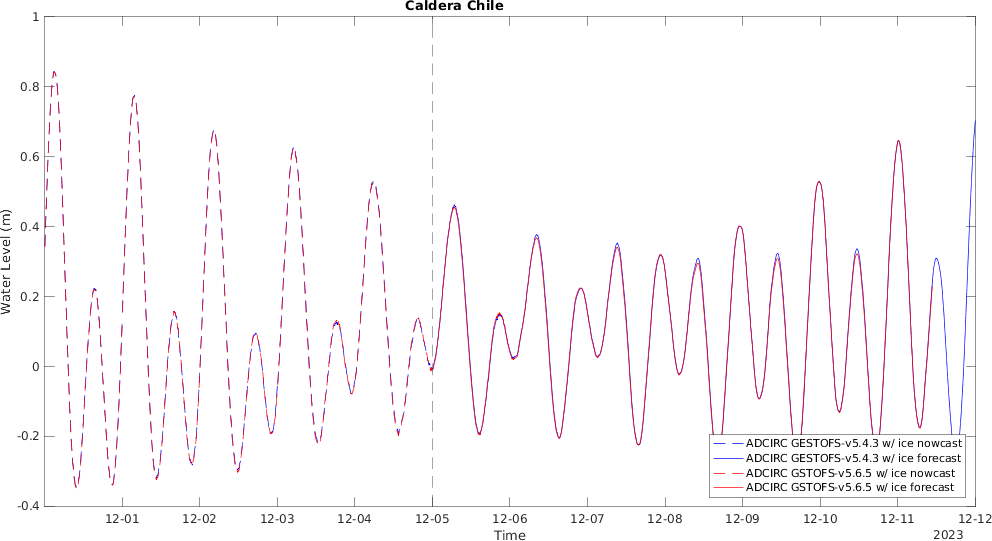 Caldera Chile
1
0.8
0.6
0.4
0.2
0
-0.2
-0.4
Water Level (m)
ADCIRC GESTOFS-v5.4.3 w/ ice nowcast
ADCIRC GESTOFS-v5.4.3 w/ ice forecast
ADCIRC GSTOFS-v5.6.5 w/ ice nowcast
ADCIRC GSTOFS-v5.6.5 w/ ice forecast
12-01 12-02 12-03 12-04 12-05 12-06 12-07 12-08 12-09 12-10 12-11 12-12
Time
2023